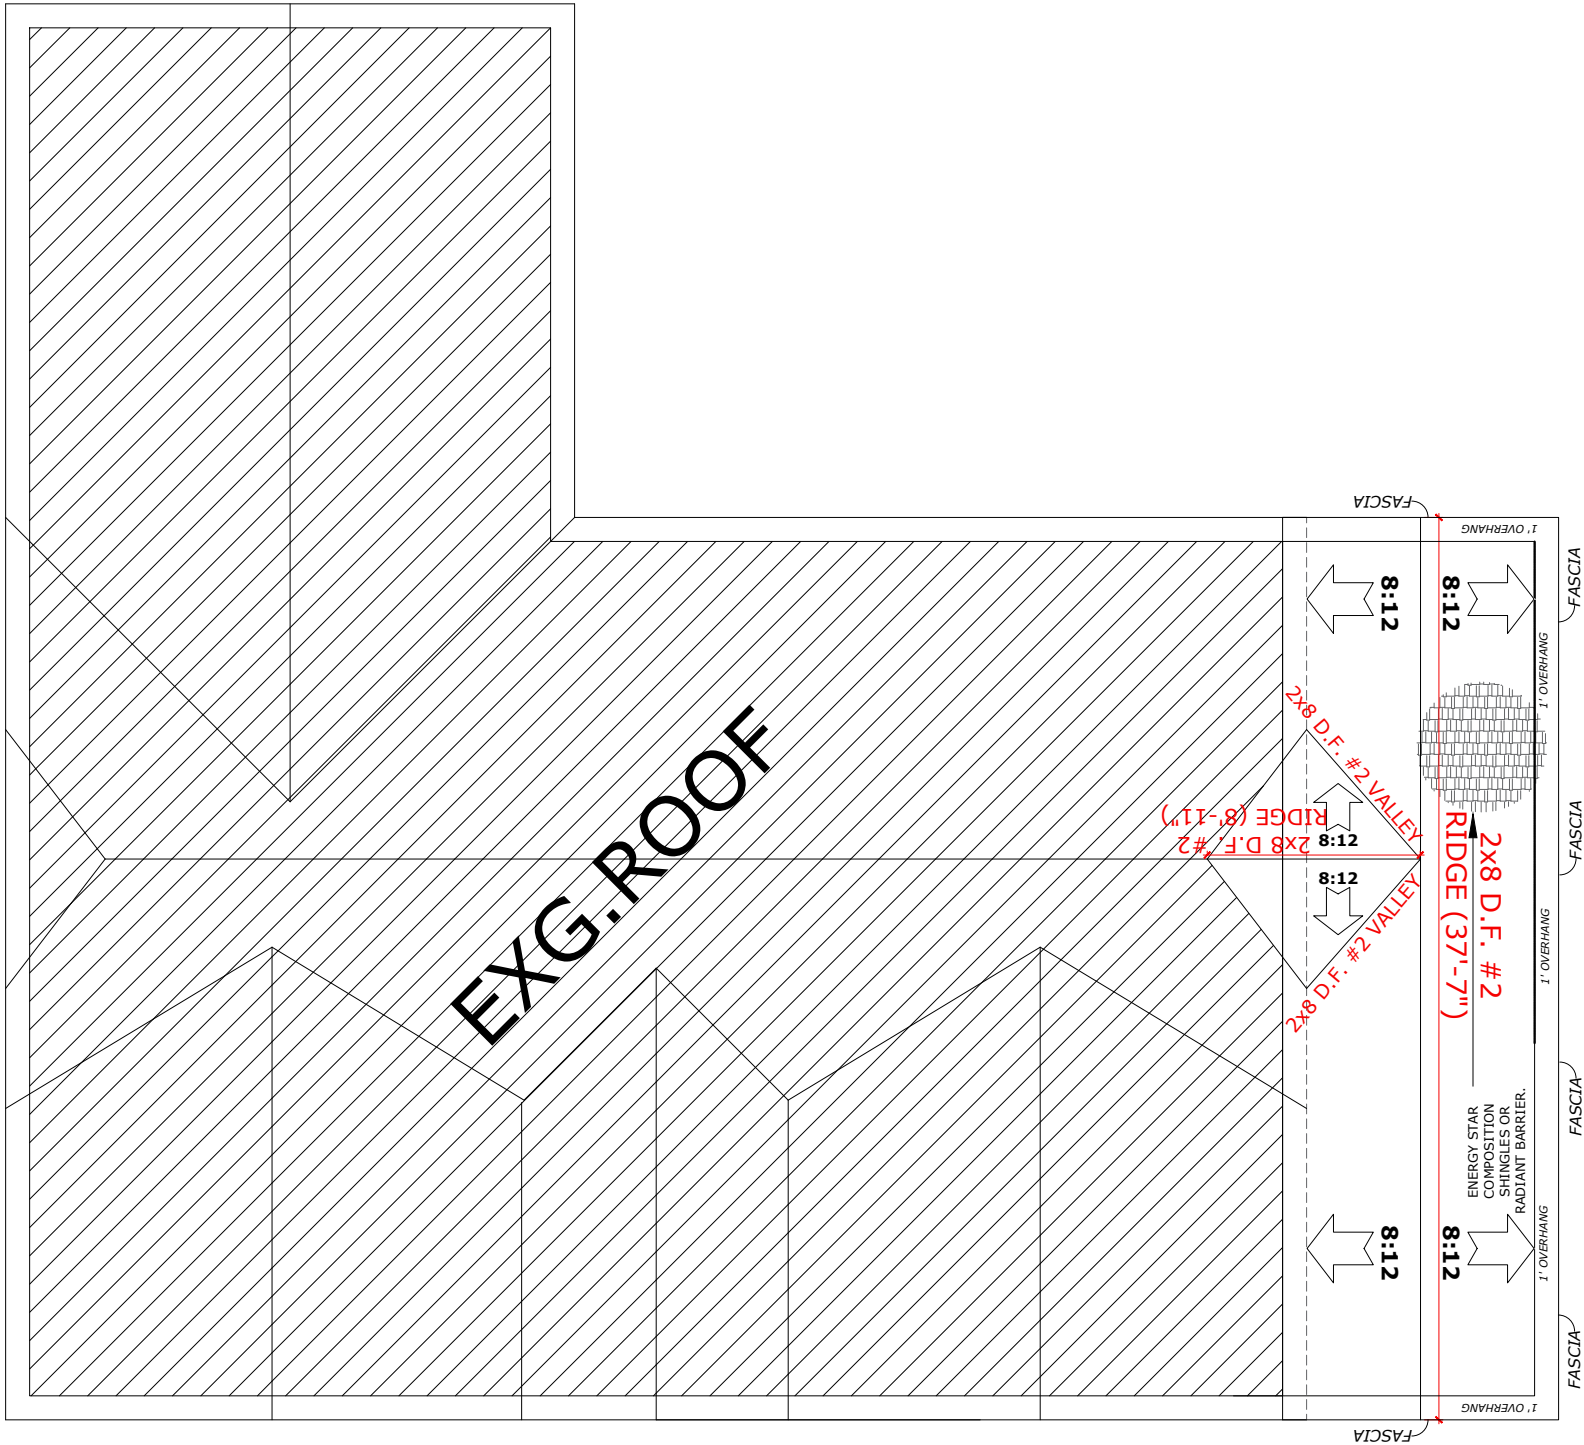 FASCIA
1' OVERHANG
FASCIA
8:12
8:12
1' OVERHANG
2x8 D.F. #2 VALLEY
2x8 D.F. #2
RIDGE (8'-11")
8:12
8:12
2x8 D.F. #2 VALLEY
EXG.ROOF
FASCIA
2x8 D.F. #2
RIDGE (37'-7")
1' OVERHANG
FASCIA
ENERGY STAR
COMPOSITION
SHINGLES OR
RADIANT BARRIER.
8:12
8:12
1' OVERHANG
FASCIA
1' OVERHANG
FASCIA